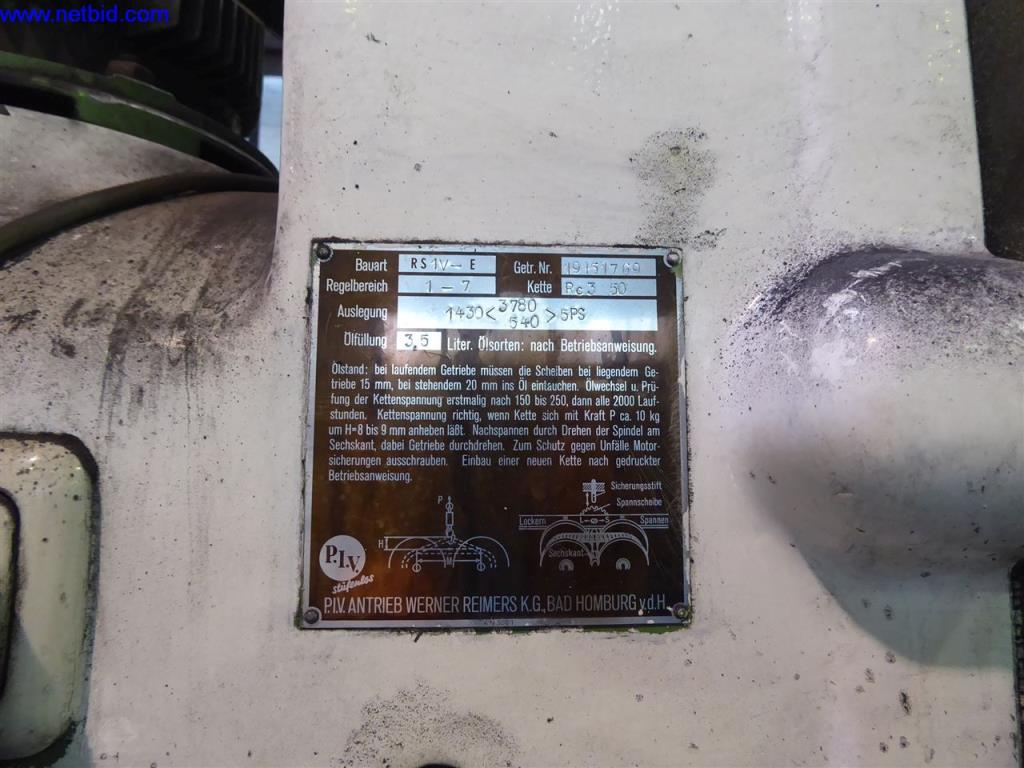 www.netbid.com
Bauart RS1V-E Getr. Nr. 19151769
Regelbereich 1-7 Kette Rc3 50
Auslegung 1430 < 3780 540 > 5PS
Ölfüllung 3,5 Liter. Ölsorten: nach Betriebsanweisung.
Ölstand: bei laufendem Getriebe müssen die Scheiben bei liegendem Ge-
triebe 15 mm, bei stehendem 20 mm ins Öl eintauchen. Ölwechsel u. Prü-
fung der Kettenspannung erstmalig nach 150 bis 250, dann alle 2000 Lauf-
stunden. Kettenspannung richtig, wenn Kette sich mit Kraft P ca. 10 kg
um H=8 bis 9 mm anheben läßt. Nachspannen durch Drehen der Spindel am
Sechskant, dabei Getriebe durchdrehen. Zum Schutz gegen Unfälle Motor-
sicherungen ausschrauben. Einbau einer neuen Kette nach gedruckter
Betriebsanweisung.
P
H
Sicherungsstift
Spannscheibe
Lockern L S Spannen
Sechskant
P.I.V.
stufenlos
P.I.V. ANTRIEB WERNER REIMERS K.G., BAD HOMBURG v.d.H.